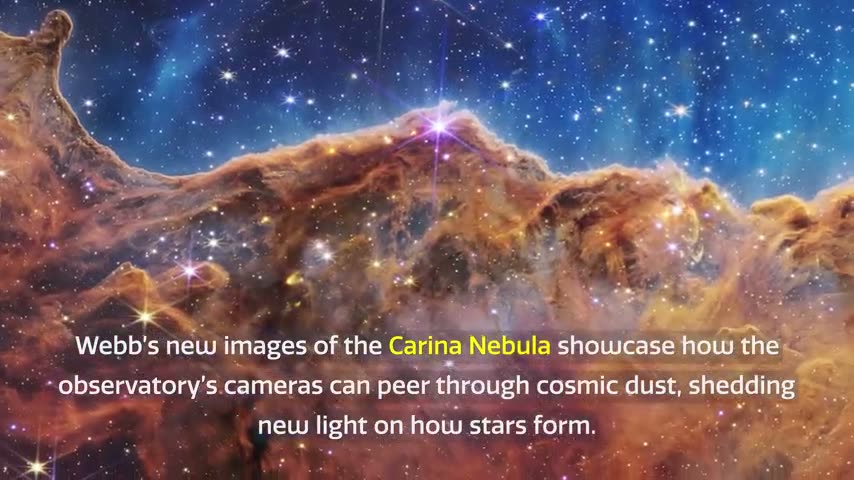 Webb's new images of the Carina Nebula showcase how the
observatory's cameras can peer through cosmic dust, shedding
new light on how stars form.